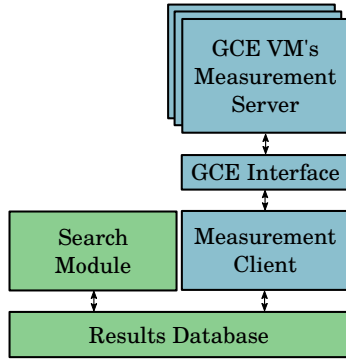 GCE VM's
Measurement
Server
GCE Interface
Search
Module
Measurement
Client
Results Database